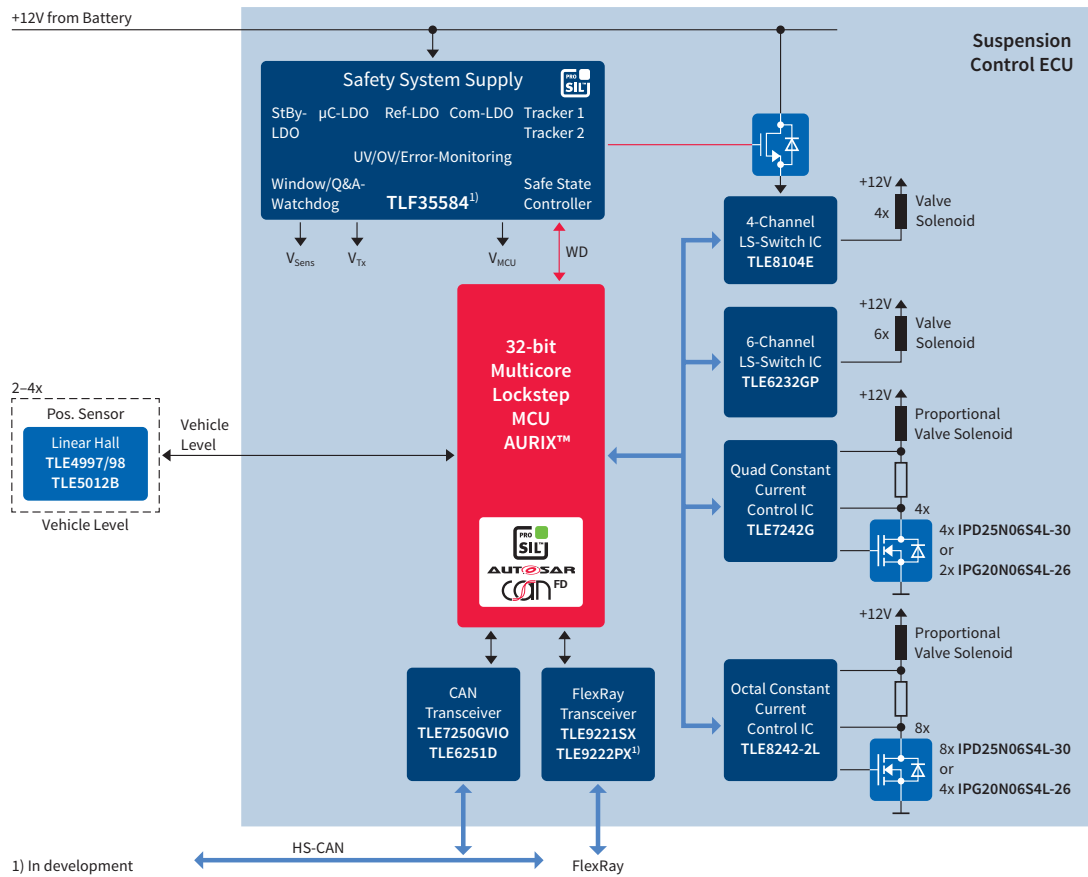 +12V from Battery
Suspension
Control ECU
Safety System Supply
PRO
SIL™
StBy-
LDO
µC-LDO
Ref-LDO
Com-LDO
Tracker 1
Tracker 2
UV/OV/Error-Monitoring
Window/Q&A-
Watchdog
TLF35584¹⁾
Safe State
Controller
V_Sens
V_Tx
V_MCU
WD
4-Channel
LS-Switch IC
TLE8104E
+12V
4x
Valve
Solenoid
6-Channel
LS-Switch IC
TLE6232GP
+12V
6x
Valve
Solenoid
32-bit
Multicore
Lockstep
MCU
AURIX™
PRO
SIL™
AUTOSAR
CAN FD
2–4x
Pos. Sensor
Linear Hall
TLE4997/98
TLE5012B
Vehicle Level
Vehicle
Level
Quad Constant
Current
Control IC
TLE7242G
+12V
Proportional
Valve Solenoid
4x
4x IPD25N06S4L-30
or
2x IPG20N06S4L-26
Octal Constant
Current
Control IC
TLE8242-2L
+12V
Proportional
Valve Solenoid
8x
8x IPD25N06S4L-30
or
4x IPG20N06S4L-26
CAN
Transceiver
TLE7250GVIO
TLE6251D
FlexRay
Transceiver
TLE9221SX
TLE9222PX¹⁾
HS-CAN
FlexRay
1) In development